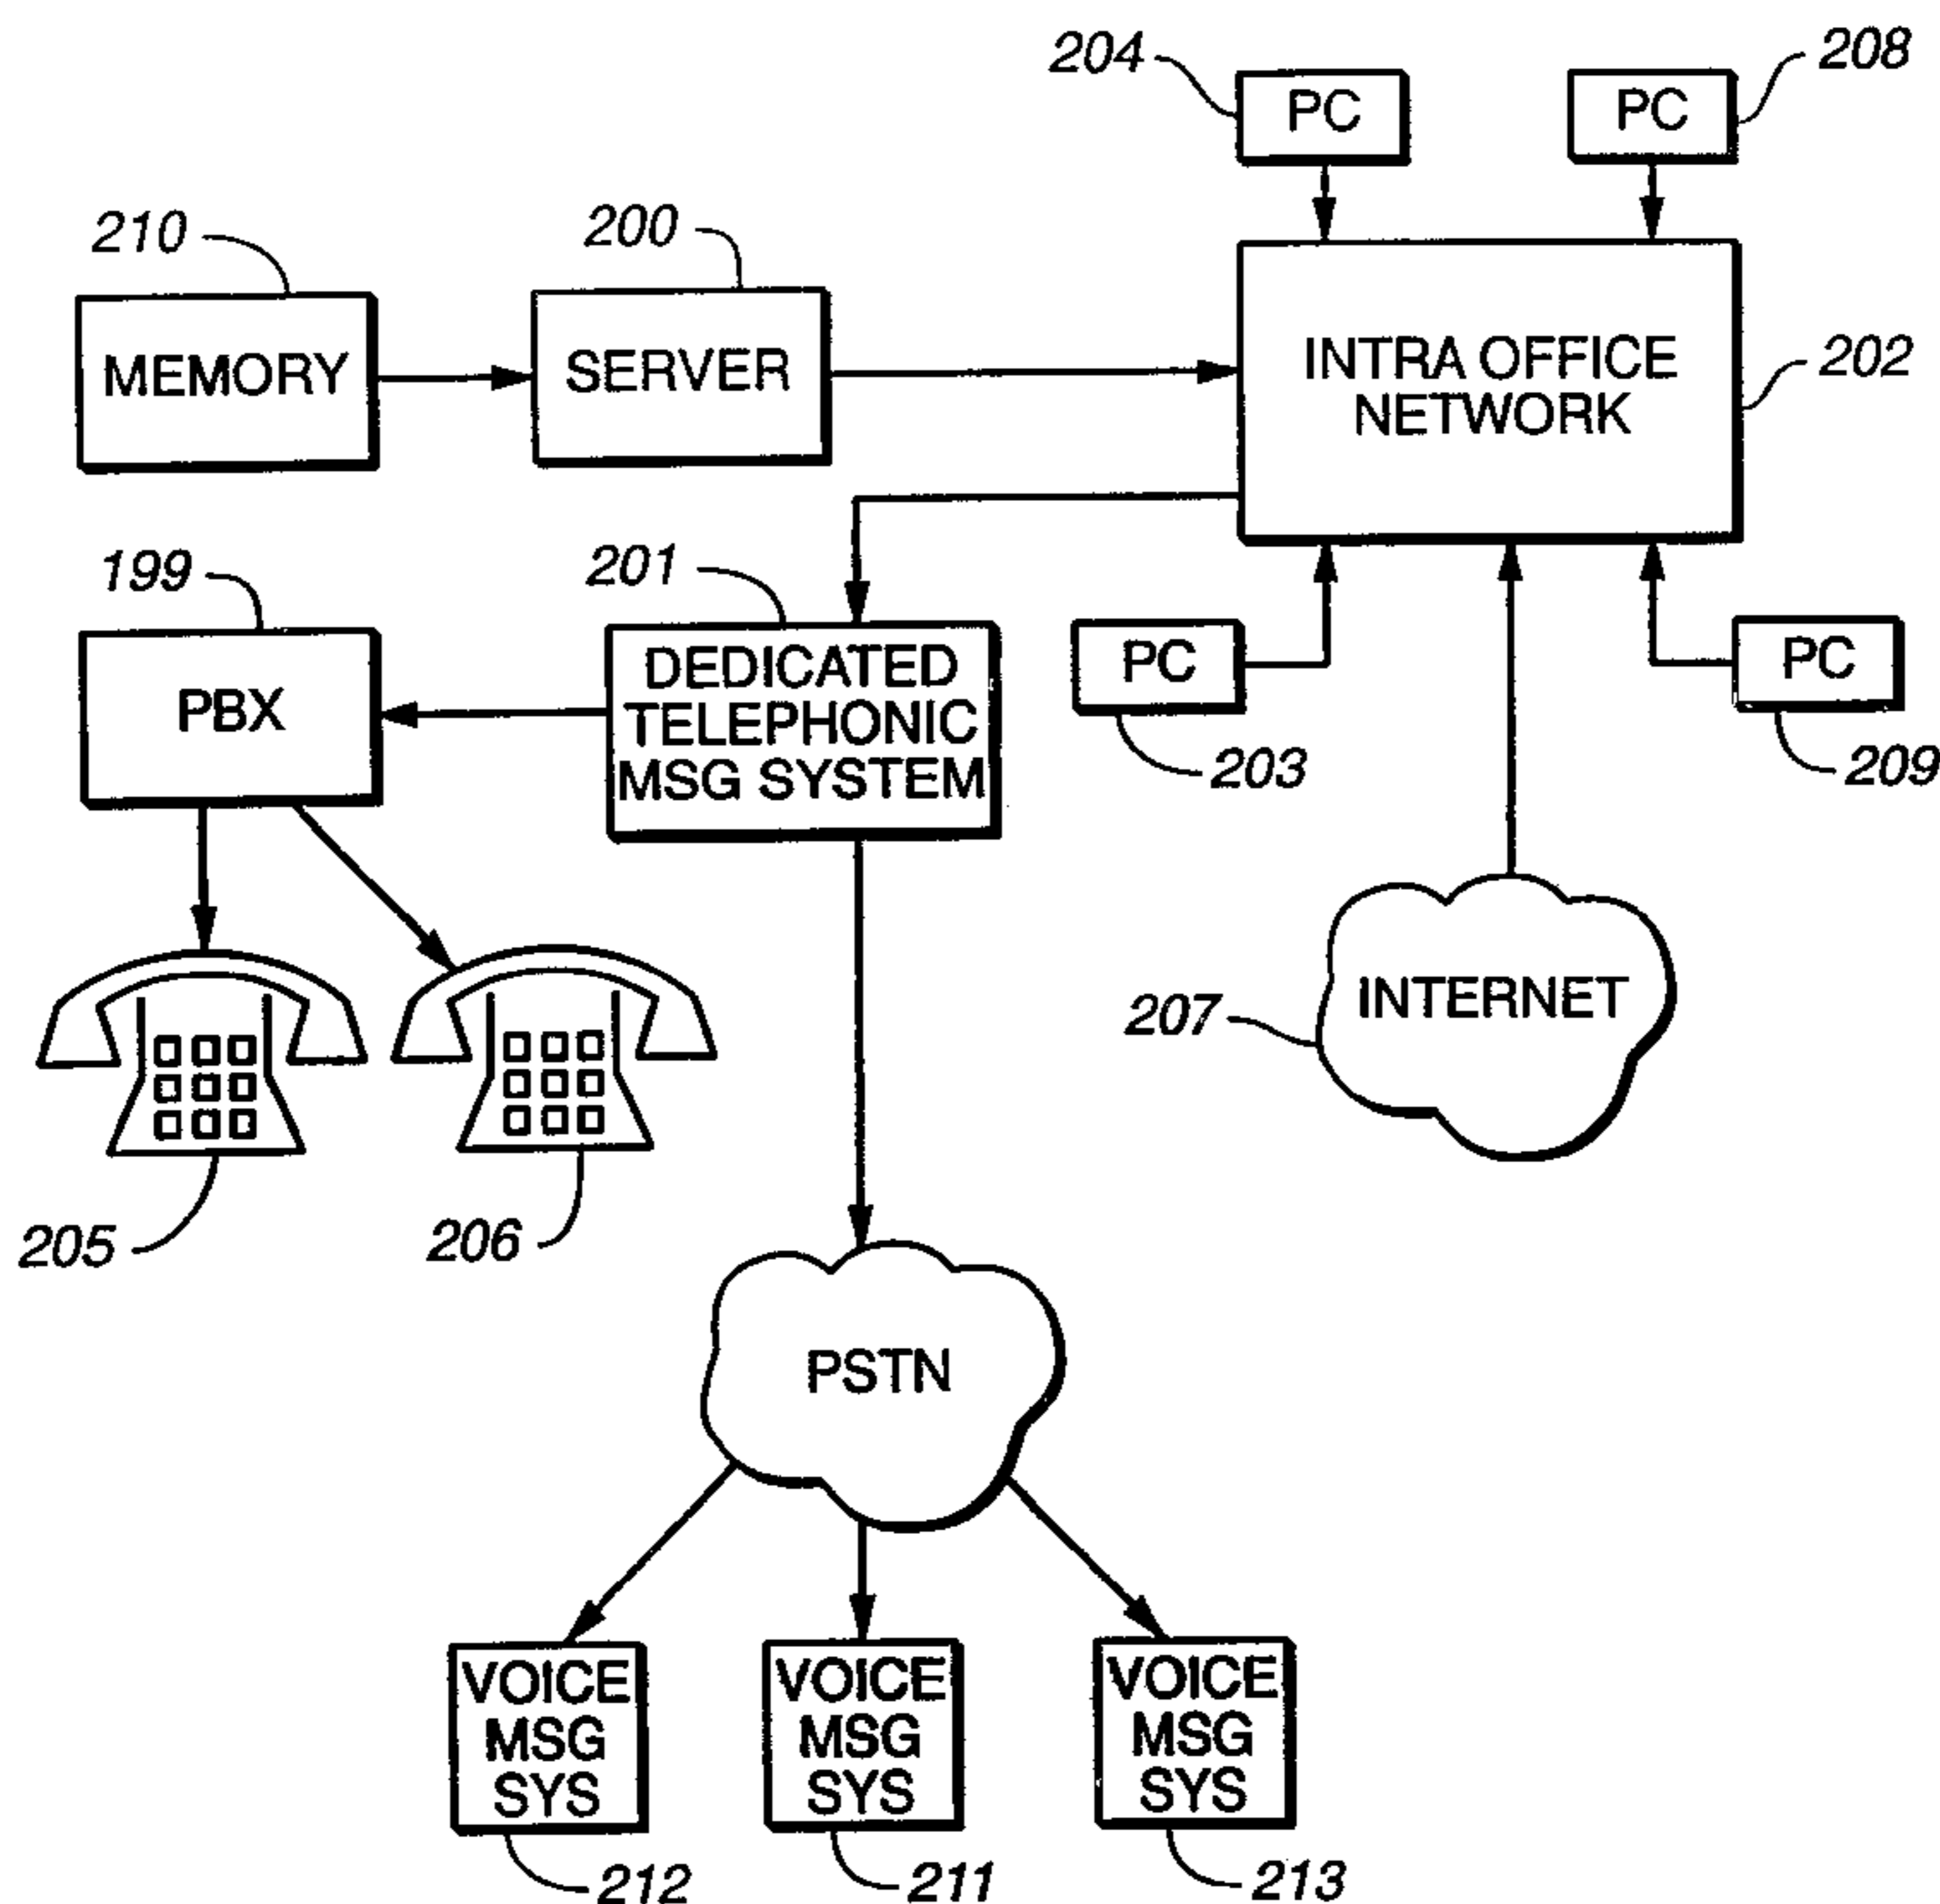 204
PC
PC
208
210
200
MEMORY
SERVER
INTRA OFFICE
NETWORK
202
199
201
PBX
DEDICATED
TELEPHONIC
MSG SYSTEM
PC
203
PC
209
INTERNET
207
205
206
PSTN
VOICE
MSG
SYS
212
VOICE
MSG
SYS
211
VOICE
MSG
SYS
213